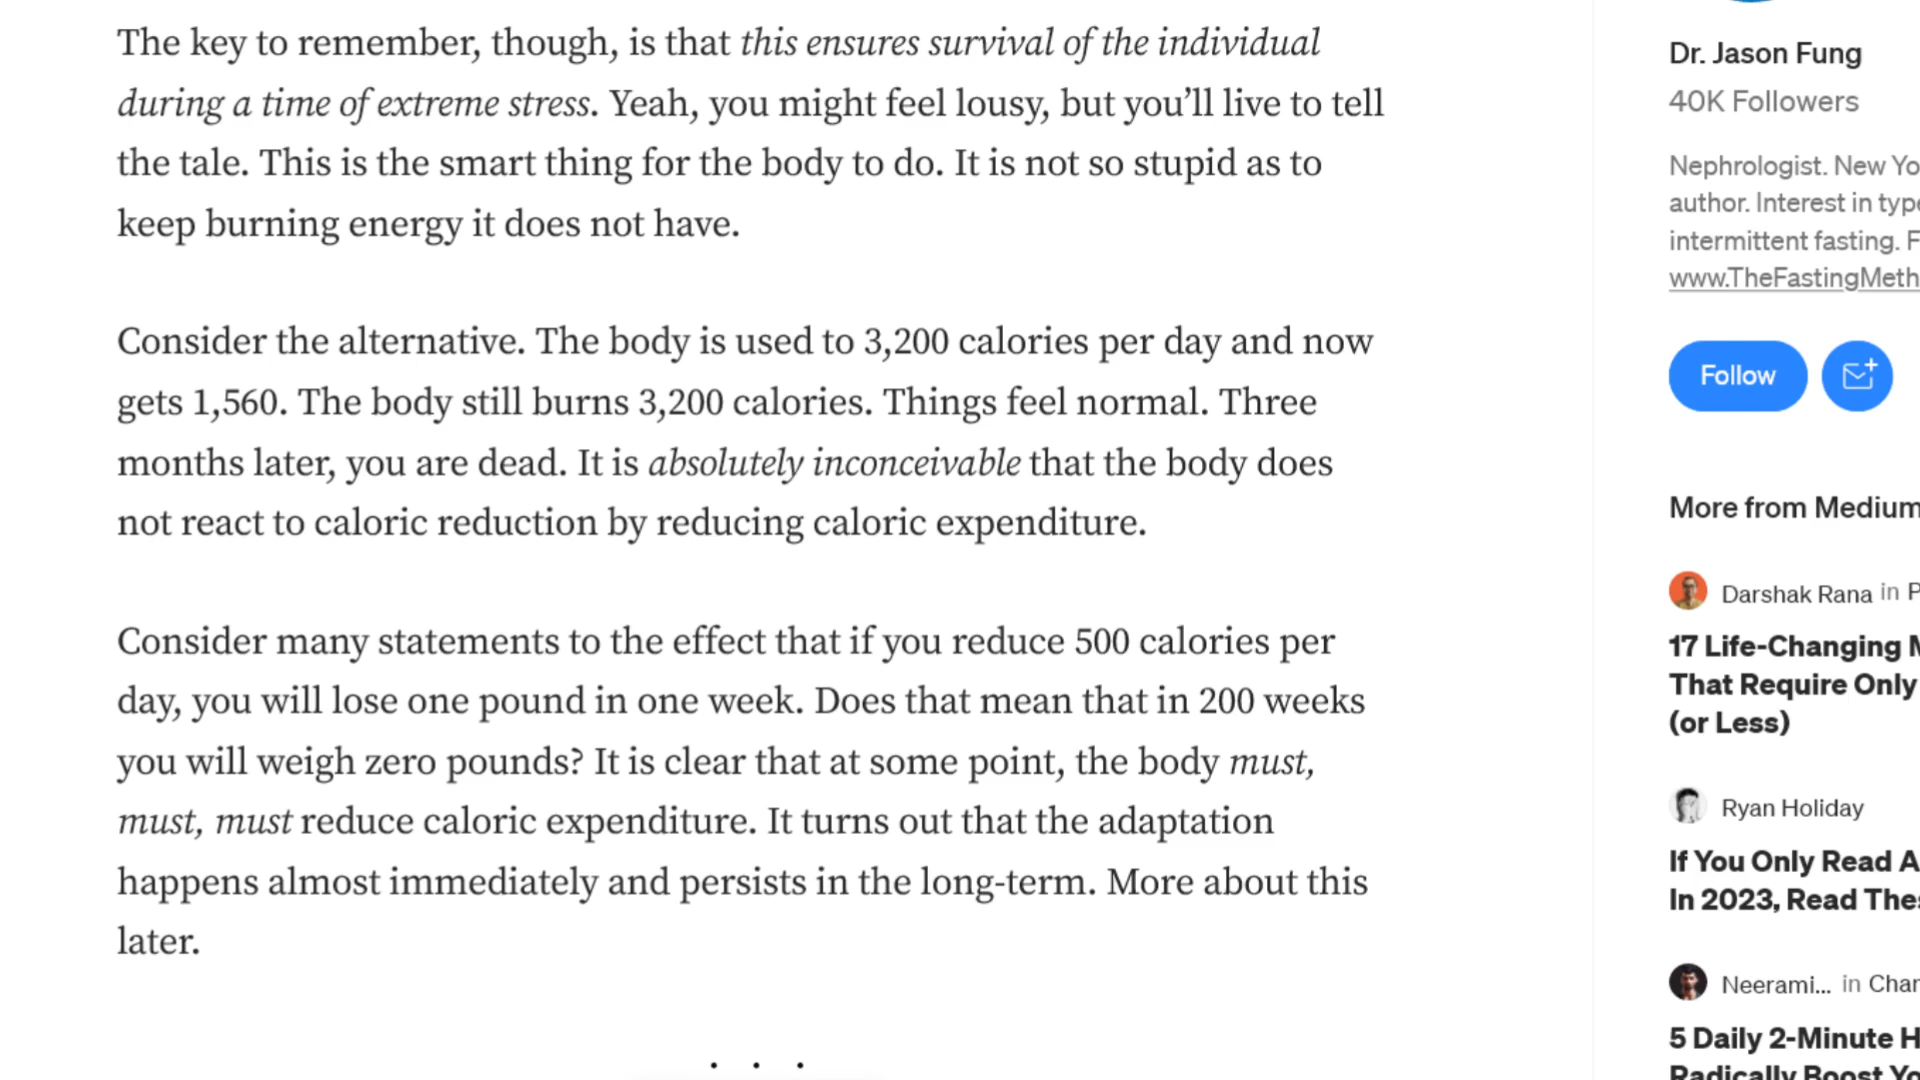 The key to remember, though, is that this ensures survival of the individual
during a time of extreme stress. Yeah, you might feel lousy, but you’ll live to tell
the tale. This is the smart thing for the body to do. It is not so stupid as to
keep burning energy it does not have.
Consider the alternative. The body is used to 3,200 calories per day and now
gets 1,560. The body still burns 3,200 calories. Things feel normal. Three
months later, you are dead. It is absolutely inconceivable that the body does
not react to caloric reduction by reducing caloric expenditure.
Consider many statements to the effect that if you reduce 500 calories per
day, you will lose one pound in one week. Does that mean that in 200 weeks
you will weigh zero pounds? It is clear that at some point, the body must,
must, must reduce caloric expenditure. It turns out that the adaptation
happens almost immediately and persists in the long-term. More about this
later.
. . .
Dr. Jason Fung
40K Followers
Nephrologist. New Yo
author. Interest in type
intermittent fasting. F
www.TheFastingMeth
Follow
More from Medium
Darshak Rana in P
17 Life-Changing M
That Require Only
(or Less)
Ryan Holiday
If You Only Read A
In 2023, Read Thes
Neerami... in Chan
5 Daily 2-Minute H
Radically Boost Yo